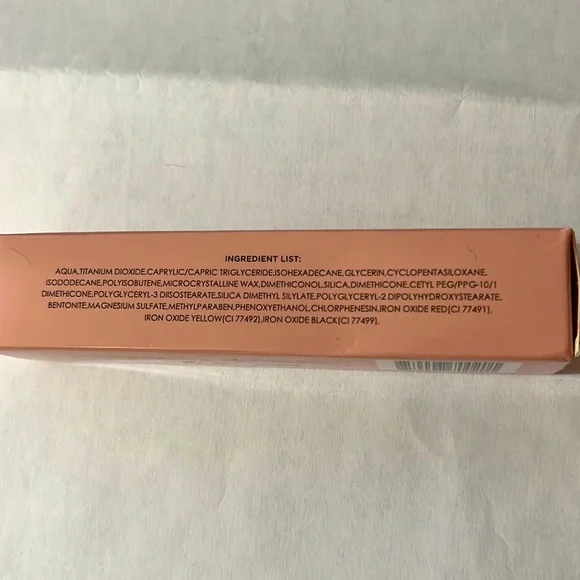 INGREDIENT LIST:
AQUA,TITANIUM DIOXIDE,CAPRYLIC/CAPRIC TRIGLYCERIDE,ISOHEXADECANE,GLYCERIN,CYCLOPENTASILOXANE,
ISODODECANE,POLYISOBUTENE,MICROCRYSTALLINE WAX,DIMETHICONOL,SILICA,DIMETHICONE,CETYL PEG/PPG-10/1
DIMETHICONE,POLYGLYCERYL-3 DIISOSTEARATE,SILICA DIMETHYL SILYLATE,POLYGLYCERYL-2 DIPOLYHYDROXYSTEARATE,
BENTONITE,MAGNESIUM SULFATE,METHYLPARABEN,PHENOXYETHANOL,CHLORPHENESIN,IRON OXIDE RED(CI 77491),
IRON OXIDE YELLOW(CI 77492),IRON OXIDE BLACK(CI 77499).